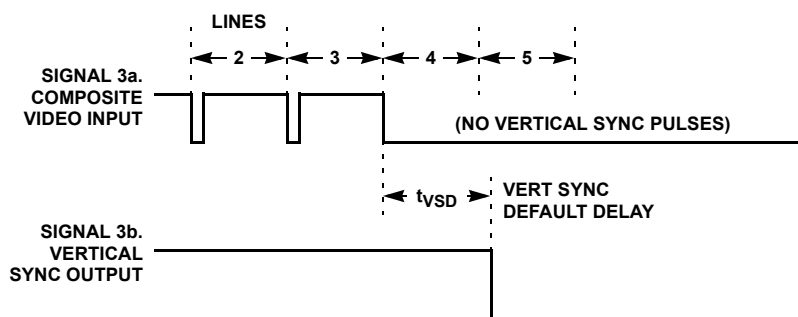 LINES
2 3 4 5
SIGNAL 3a.
COMPOSITE
VIDEO INPUT
(NO VERTICAL SYNC PULSES)
tVSD
VERT SYNC
DEFAULT DELAY
SIGNAL 3b.
VERTICAL
SYNC OUTPUT